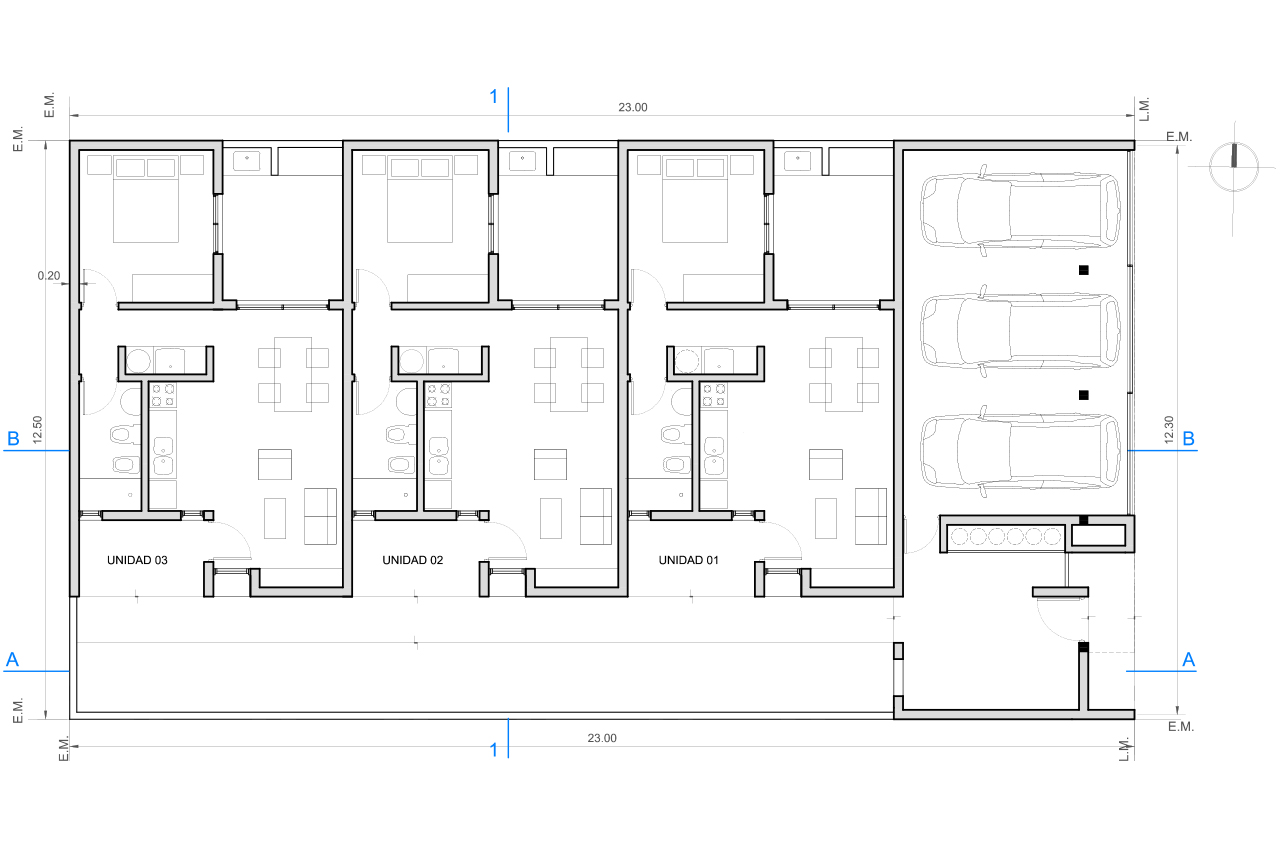 1
23.00
E.M.
L.M.
E.M.
E.M.
0.20
12.50
12.30
B
B
UNIDAD 03
UNIDAD 02
UNIDAD 01
A
A
E.M.
E.M.
1
23.00
E.M.
L.M.